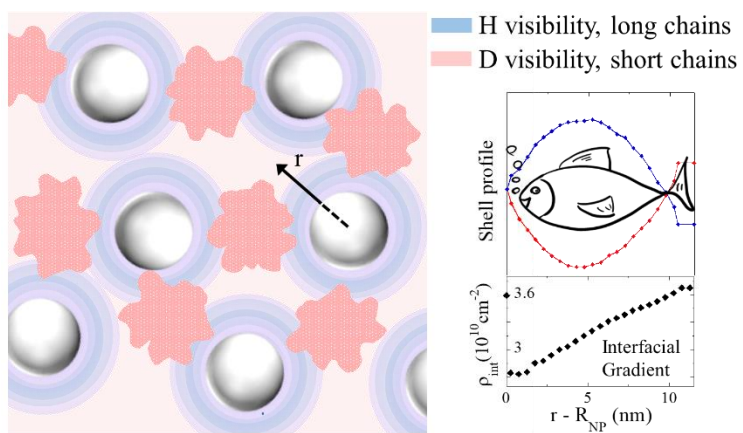 H visibility, long chains
D visibility, short chains
r
Shell profile
3.6
3
ρint(10¹⁰cm⁻²)
Interfacial
Gradient
0
5
10
r - RNP (nm)